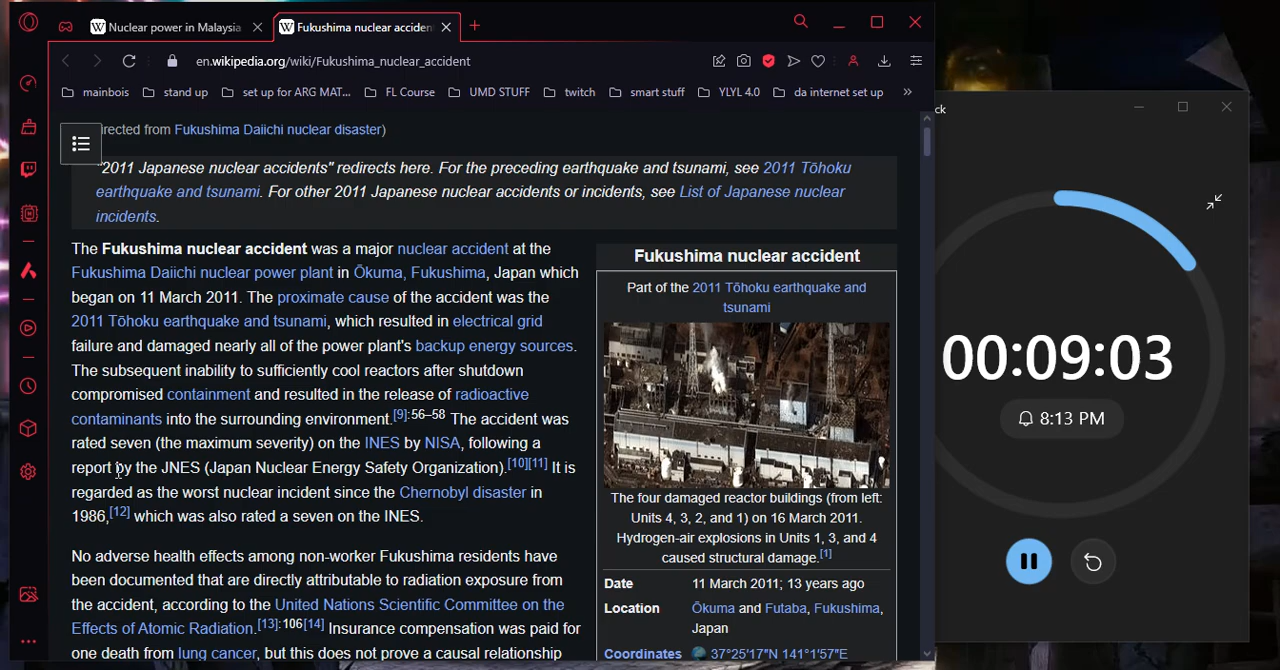 Nuclear power in Malaysia
Fukushima nuclear acciden
en.wikipedia.org/wiki/Fukushima_nuclear_accident
mainbois
stand up
set up for ARG MAT...
FL Course
UMD STUFF
twitch
smart stuff
YLYL 4.0
da internet set up
Fukushima Daiichi nuclear disaster)
"2011 Japanese nuclear accidents" redirects here. For the preceding earthquake and tsunami, see 2011 Tōhoku
earthquake and tsunami. For other 2011 Japanese nuclear accidents or incidents, see List of Japanese nuclear
incidents.
The Fukushima nuclear accident was a major nuclear accident at the
Fukushima Daiichi nuclear power plant in Ōkuma, Fukushima, Japan which
began on 11 March 2011. The proximate cause of the accident was the
2011 Tōhoku earthquake and tsunami, which resulted in electrical grid
failure and damaged nearly all of the power plant's backup energy sources.
The subsequent inability to sufficiently cool reactors after shutdown
compromised containment and resulted in the release of radioactive
contaminants into the surrounding environment.[9]:56–58 The accident was
rated seven (the maximum severity) on the INES by NISA, following a
report by the JNES (Japan Nuclear Energy Safety Organization).[10][11] It is
regarded as the worst nuclear incident since the Chernobyl disaster in
1986,[12] which was also rated a seven on the INES.
No adverse health effects among non-worker Fukushima residents have
been documented that are directly attributable to radiation exposure from
the accident, according to the United Nations Scientific Committee on the
Effects of Atomic Radiation.[13]:106[14] Insurance compensation was paid for
one death from lung cancer, but this does not prove a causal relationship
Fukushima nuclear accident
Part of the 2011 Tōhoku earthquake and
tsunami
The four damaged reactor buildings (from left:
Units 4, 3, 2, and 1) on 16 March 2011.
Hydrogen-air explosions in Units 1, 3, and 4
caused structural damage.[1]
Date 11 March 2011; 13 years ago
Location Ōkuma and Futaba, Fukushima,
Japan
Coordinates 37°25′17″N 141°1′57″E
ck
00:09:03
8:13 PM